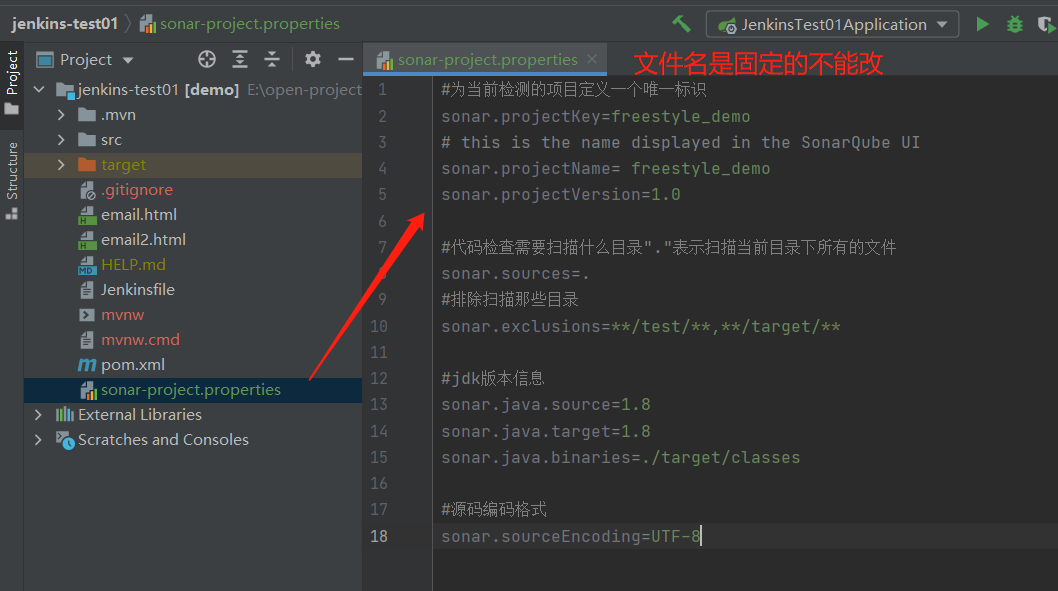 jenkins-test01 sonar-project.properties JenkinsTest01Application
Project
Structure
Project
jenkins-test01 [demo] E:\open-project
.mvn
src
target
.gitignore
email.html
email2.html
HELP.md
Jenkinsfile
mvnw
mvnw.cmd
pom.xml
sonar-project.properties
External Libraries
Scratches and Consoles
sonar-project.properties
文件名是固定的不能改
1 #为当前检测的项目定义一个唯一标识
2 sonar.projectKey=freestyle_demo
3 # this is the name displayed in the SonarQube UI
4 sonar.projectName= freestyle_demo
5 sonar.projectVersion=1.0
6
7 #代码检查需要扫描什么目录"."表示扫描当前目录下所有的文件
8 sonar.sources=.
9 #排除扫描那些目录
10 sonar.exclusions=**/test/**,**/target/**
11
12 #jdk版本信息
13 sonar.java.source=1.8
14 sonar.java.target=1.8
15 sonar.java.binaries=./target/classes
16
17 #源码编码格式
18 sonar.sourceEncoding=UTF-8